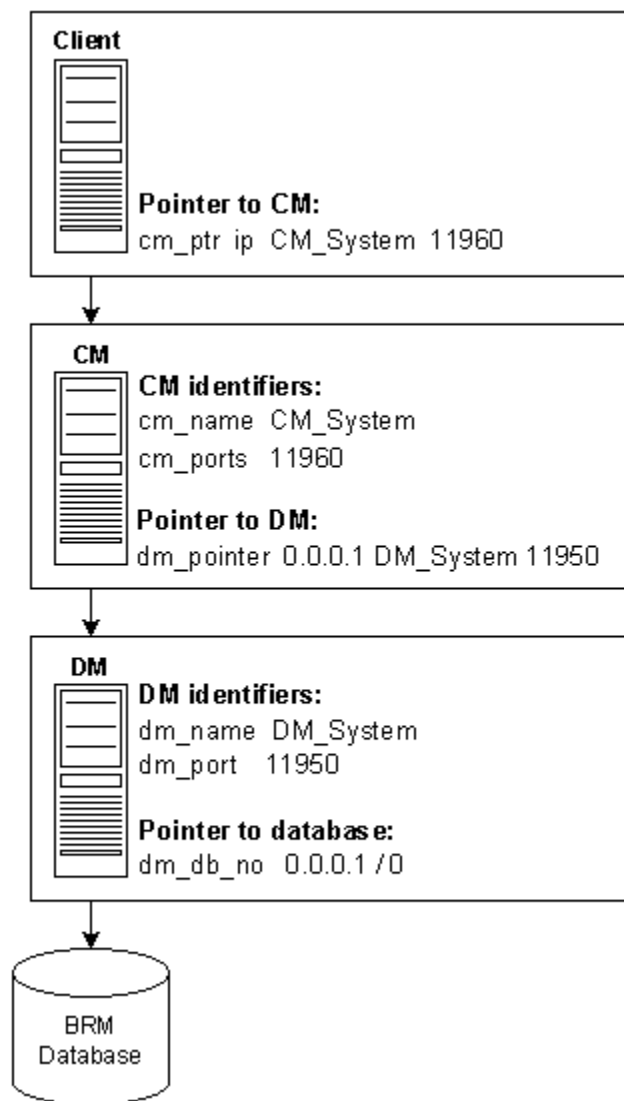 Client
Pointer to CM:
cm_ptr ip CM_System 11960
CM
CM identifiers:
cm_name CM_System
cm_ports 11960
Pointer to DM:
dm_pointer 0.0.0.1 DM_System 11950
DM
DM identifiers:
dm_name DM_System
dm_port 11950
Pointer to database:
dm_db_no 0.0.0.1 / 0
BRM
Database